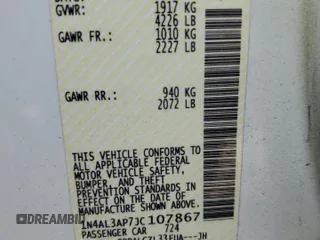 GVWR: 1917 KG
4226 LB
GAWR FR.: 1010 KG
2227 LB
GAWR RR.: 940 KG
2072 LB
THIS VEHICLE CONFORMS TO
ALL APPLICABLE FEDERAL
MOTOR VEHICLE SAFETY,
BUMPER, AND THEFT
PREVENTION STANDARDS IN
EFFECT ON THE DATE OF
MANUFACTURE SHOWN ABOVE.
1N4AL3AP7JC107867
PASSENGER CAR 724